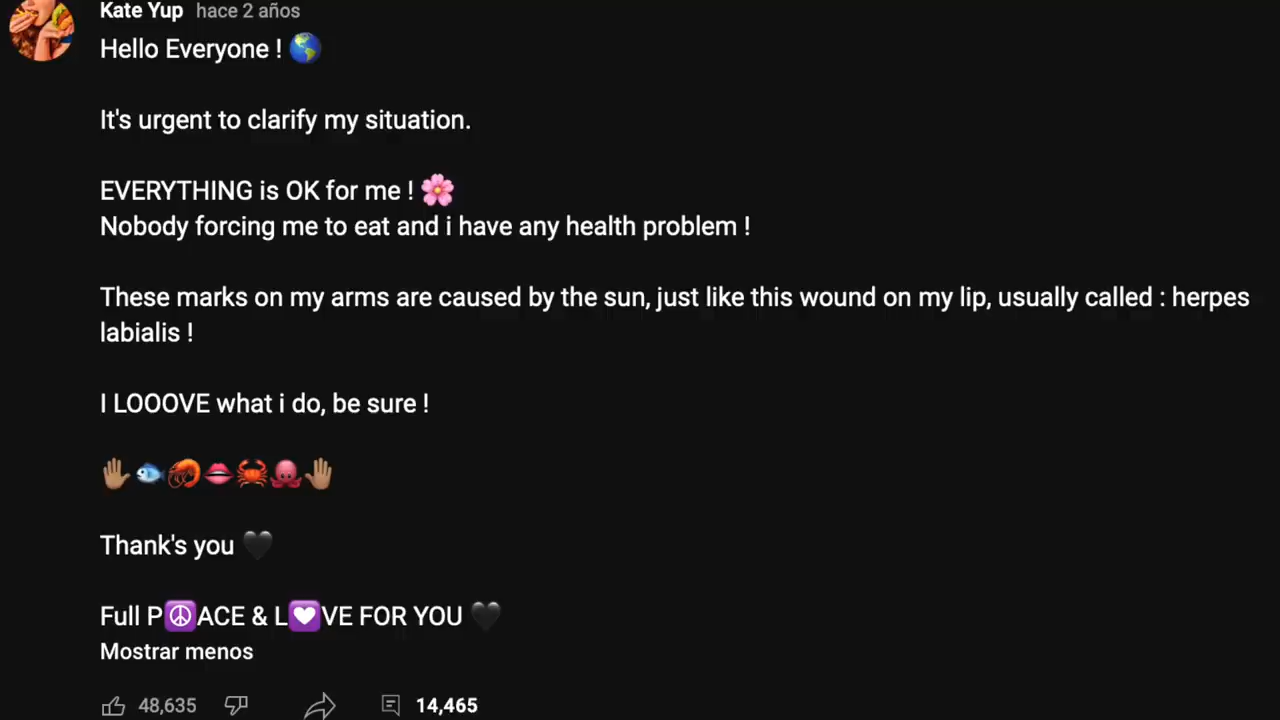 Kate Yup hace 2 años
Hello Everyone ! 🌎
It's urgent to clarify my situation.
EVERYTHING is OK for me ! 🌸
Nobody forcing me to eat and i have any health problem !
These marks on my arms are caused by the sun, just like this wound on my lip, usually called : herpes
labialis !
I LOOOVE what i do, be sure !
🤚🏽🐟🦐👄🦀🐙🤚🏽
Thank's you 🖤
Full P☮️ACE & L💟VE FOR YOU 🖤
Mostrar menos
48,635 14,465